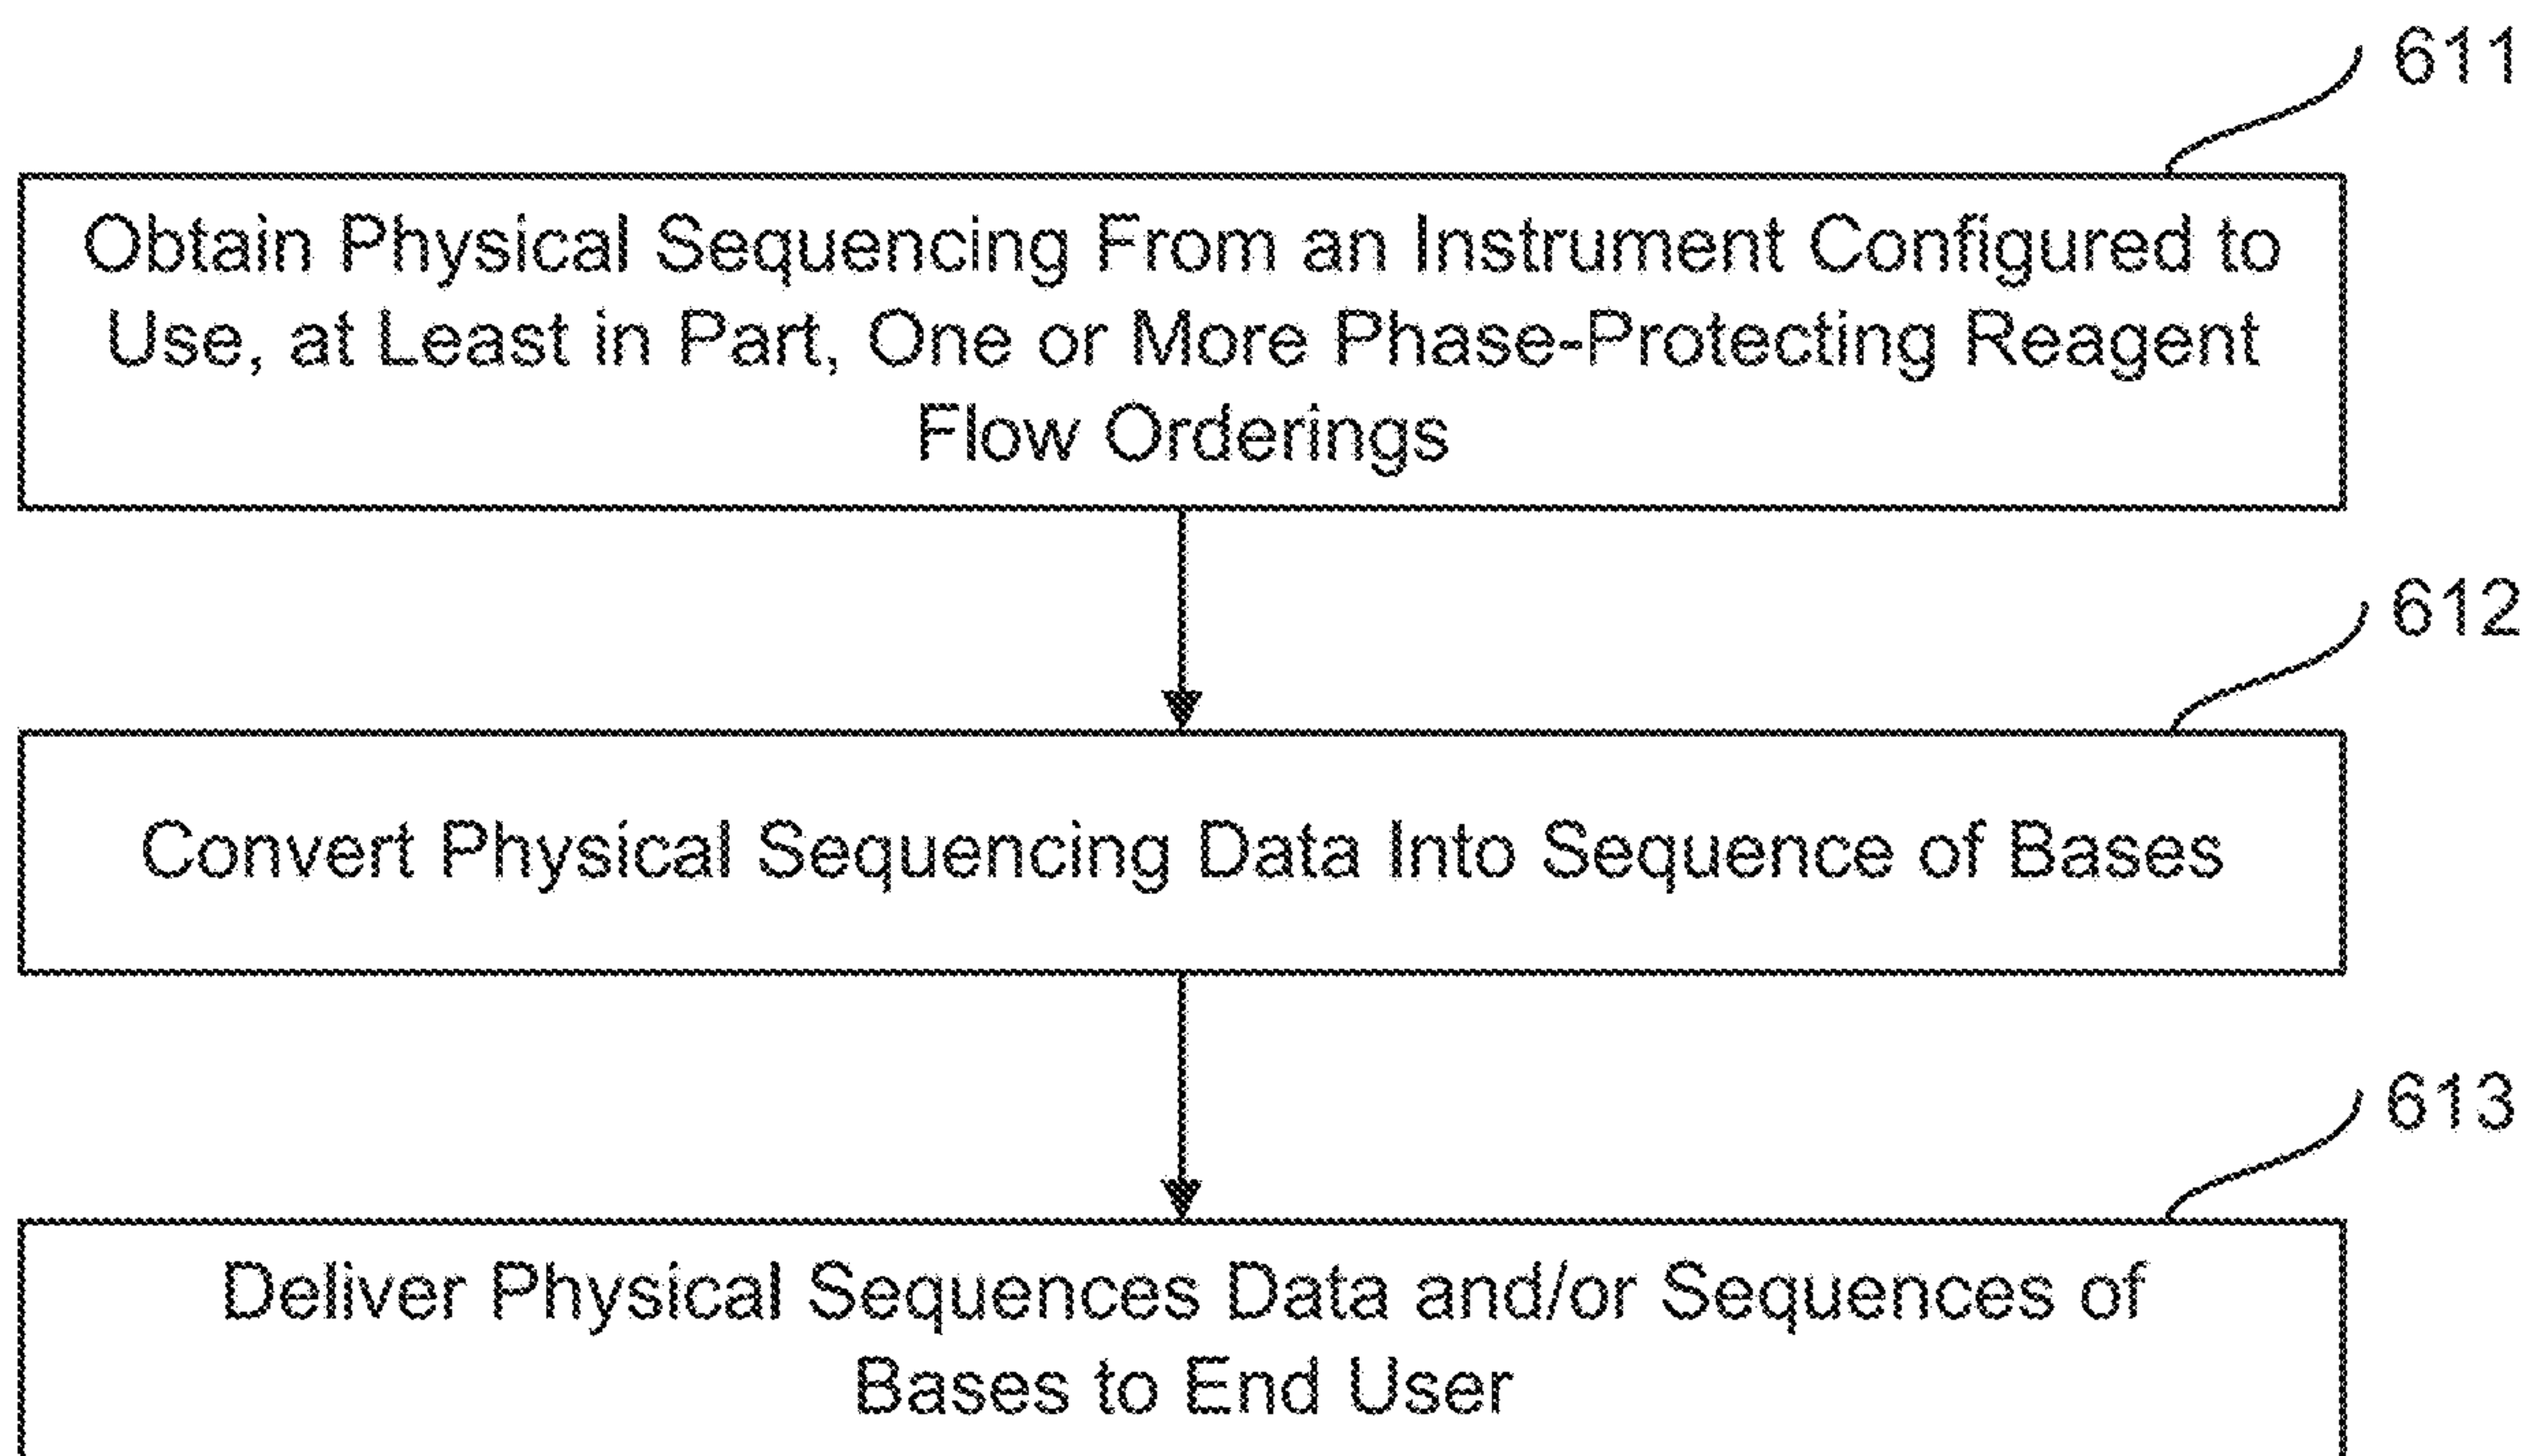 611
Obtain Physical Sequencing From an Instrument Configured to
Use, at Least in Part, One or More Phase-Protecting Reagent
Flow Orderings
612
Convert Physical Sequencing Data Into Sequence of Bases
613
Deliver Physical Sequences Data and/or Sequences of
Bases to End User